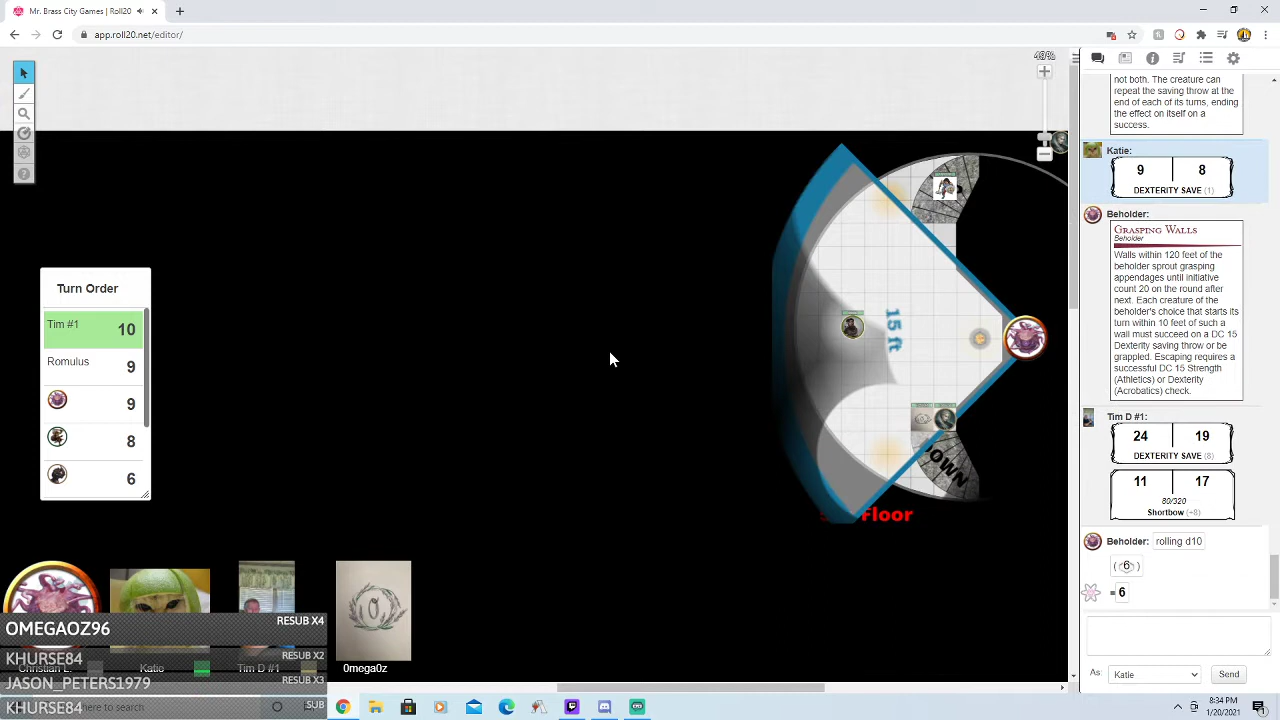 Mr. Brass City Games | Roll20
app.roll20.net/editor/
49%
Turn Order
Tim #1 10
Romulus 9
9
8
6
15 ft
DOWN
Floor
not both. The creature can
repeat the saving throw at the
end of each of its turns, ending
the effect on itself on a
success.
Katie:
9 8
DEXTERITY SAVE (1)
Beholder:
GRASPING WALLS
Beholder
Walls within 120 feet of the
beholder sprout grasping
appendages until initiative
count 20 on the round after
next. Each creature of the
beholder's choice that starts its
turn within 10 feet of such a
wall must succeed on a DC 15
Dexterity saving throw or be
grappled. Escaping requires a
successful DC 15 Strength
(Athletics) or Dexterity
(Acrobatics) check.
Tim D #1:
24 19
DEXTERITY SAVE (8)
11 17
80/320
Shortbow (+8)
Beholder: rolling d10
(6)
=6
As: Katie Send
OMEGAOZ96 RESUB X4
KHURSE84 RESUB X2
JASON_PETERS1979 RESUB X3
KHURSE84 SUB
Christian L. Katie Tim D #1 0mega0z
here to search
8:34 PM
1/20/2021